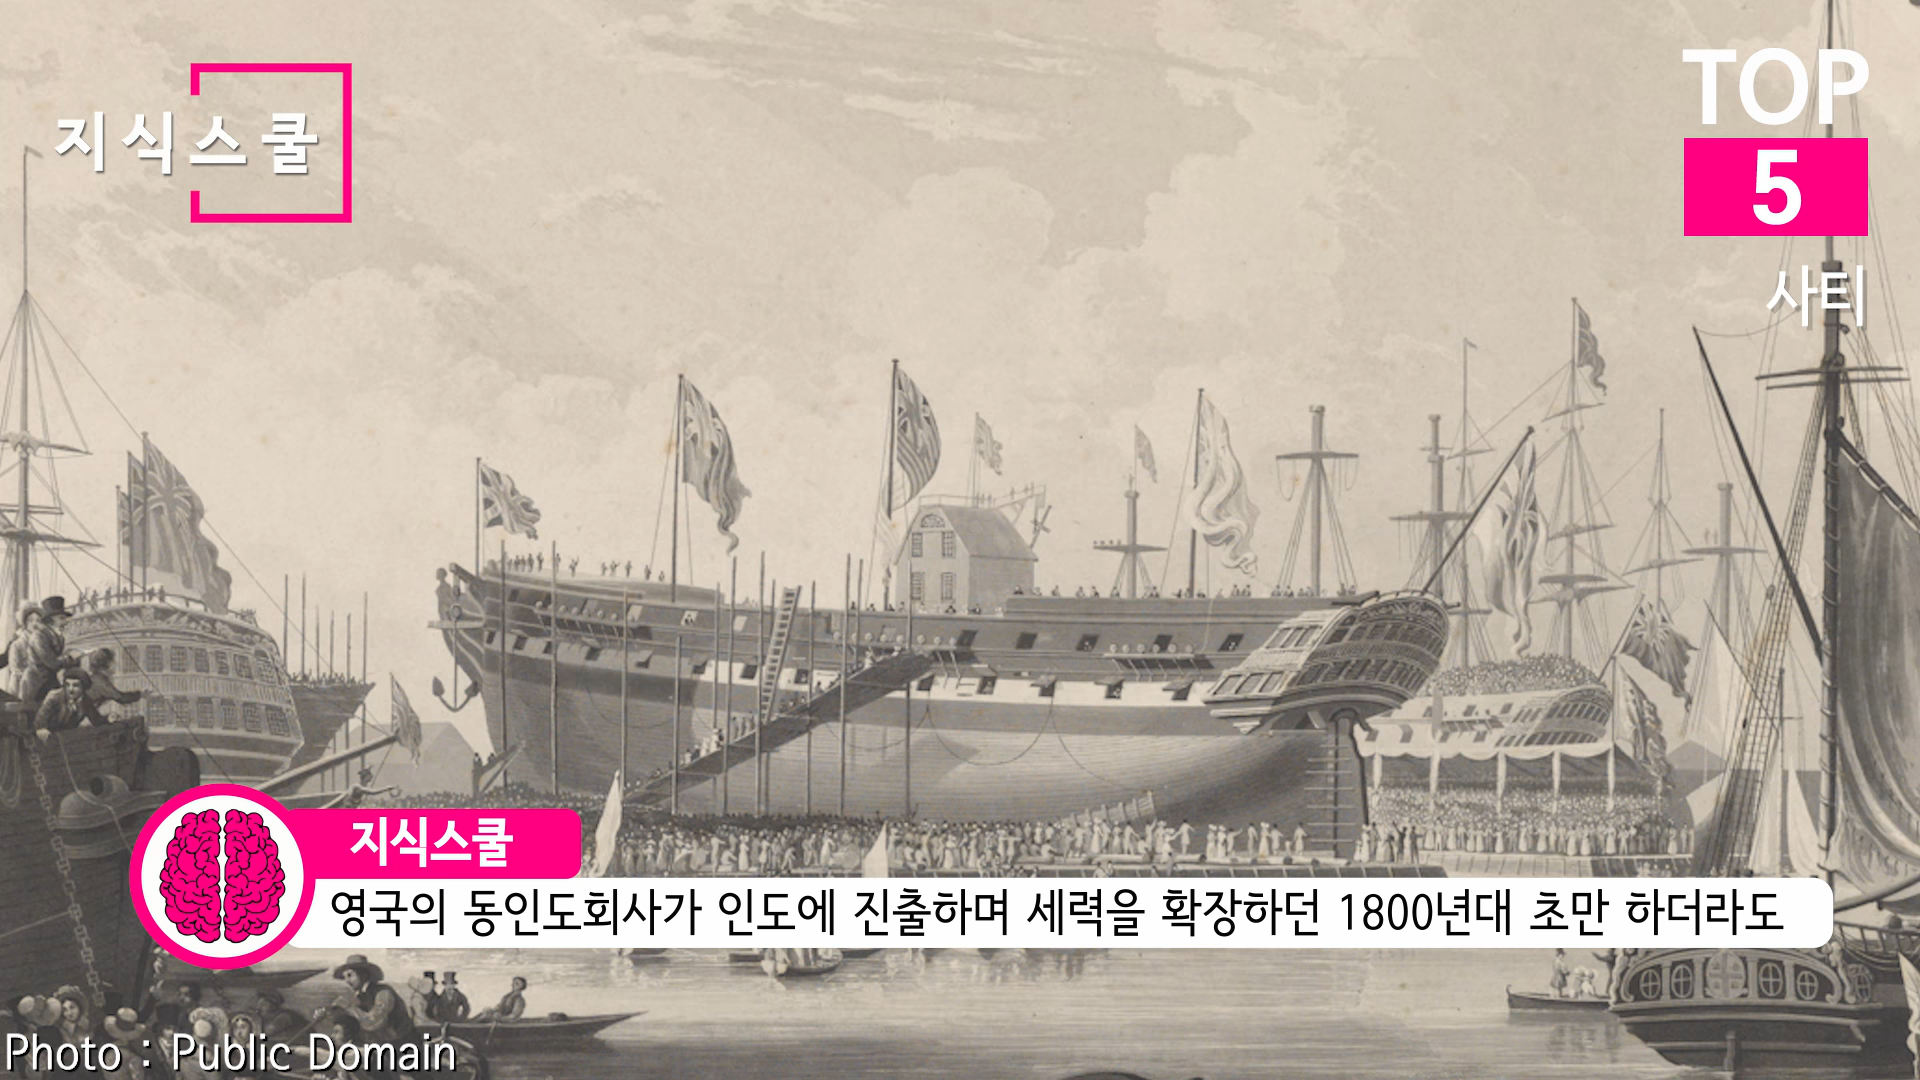 지식스쿨
TOP
5
사티
지식스쿨
영국의 동인도회사가 인도에 진출하며 세력을 확장하던 1800년대 초만 하더라도
Photo : Public Domain